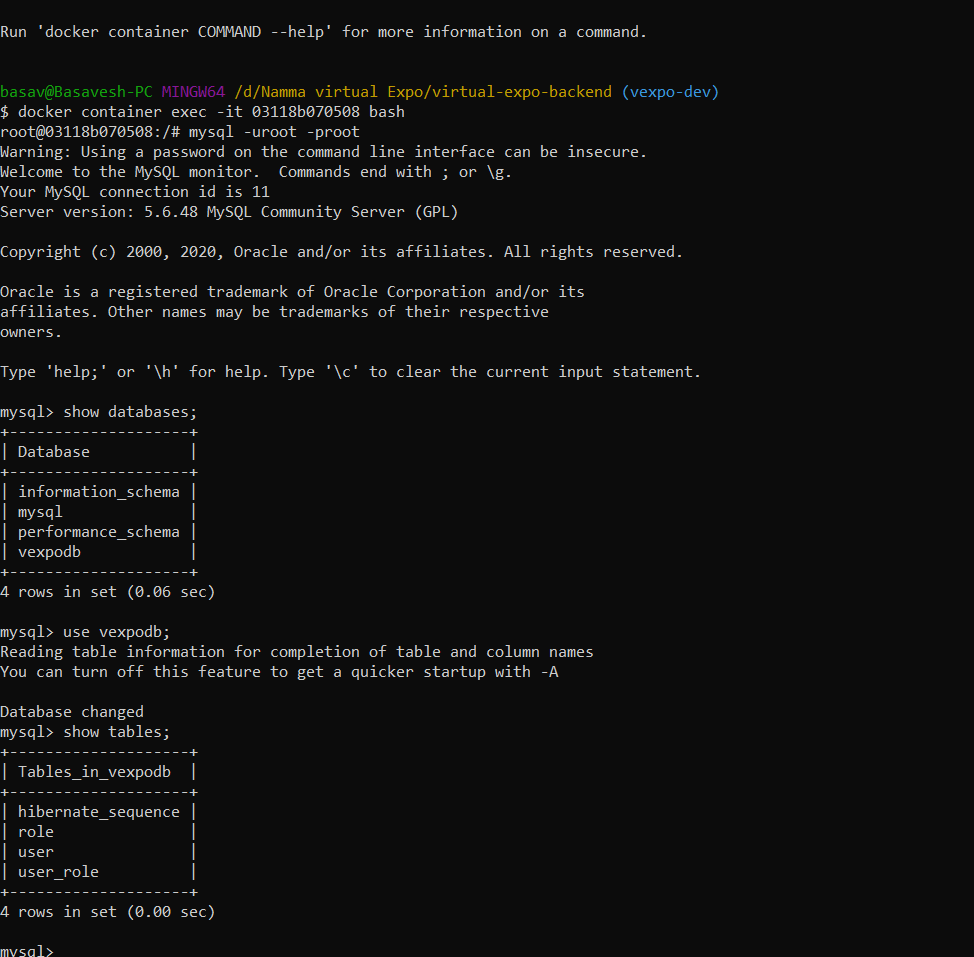 Run 'docker container COMMAND --help' for more information on a command.
basav@Basavesh-PC MINGW64 /d/Namma virtual Expo/virtual-expo-backend (vexpo-dev)
$ docker container exec -it 03118b070508 bash
root@03118b070508:/# mysql -uroot -proot
Warning: Using a password on the command line interface can be insecure.
Welcome to the MySQL monitor.  Commands end with ; or \g.
Your MySQL connection id is 11
Server version: 5.6.48 MySQL Community Server (GPL)
Copyright (c) 2000, 2020, Oracle and/or its affiliates. All rights reserved.
Oracle is a registered trademark of Oracle Corporation and/or its
affiliates. Other names may be trademarks of their respective
owners.
Type 'help;' or '\h' for help. Type '\c' to clear the current input statement.
mysql> show databases;
+--------------------+
| Database           |
+--------------------+
| information_schema |
| mysql              |
| performance_schema |
| vexpodb            |
+--------------------+
4 rows in set (0.06 sec)
mysql> use vexpodb;
Reading table information for completion of table and column names
You can turn off this feature to get a quicker startup with -A
Database changed
mysql> show tables;
+--------------------+
| Tables_in_vexpodb  |
+--------------------+
| hibernate_sequence |
| role               |
| user               |
| user_role          |
+--------------------+
4 rows in set (0.00 sec)
mysql>